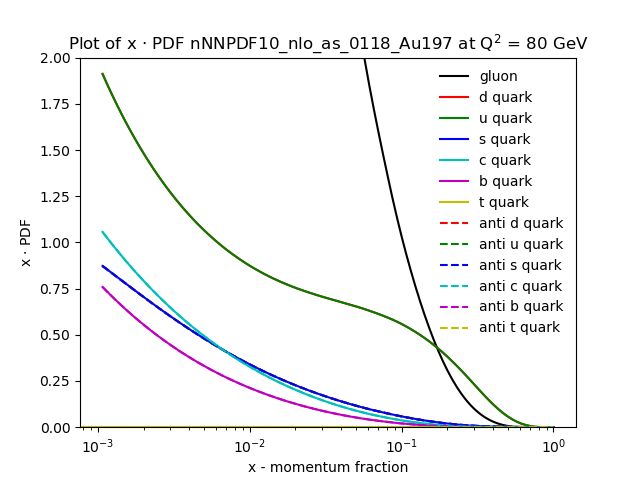 Plot of x · PDF nNNPDF10_nlo_as_0118_Au197 at Q² = 80 GeV
x · PDF
2.00
1.75
1.50
1.25
1.00
0.75
0.50
0.25
0.00
gluon
d quark
u quark
s quark
c quark
b quark
t quark
anti d quark
anti u quark
anti s quark
anti c quark
anti b quark
anti t quark
10⁻³
10⁻²
10⁻¹
10⁰
x - momentum fraction